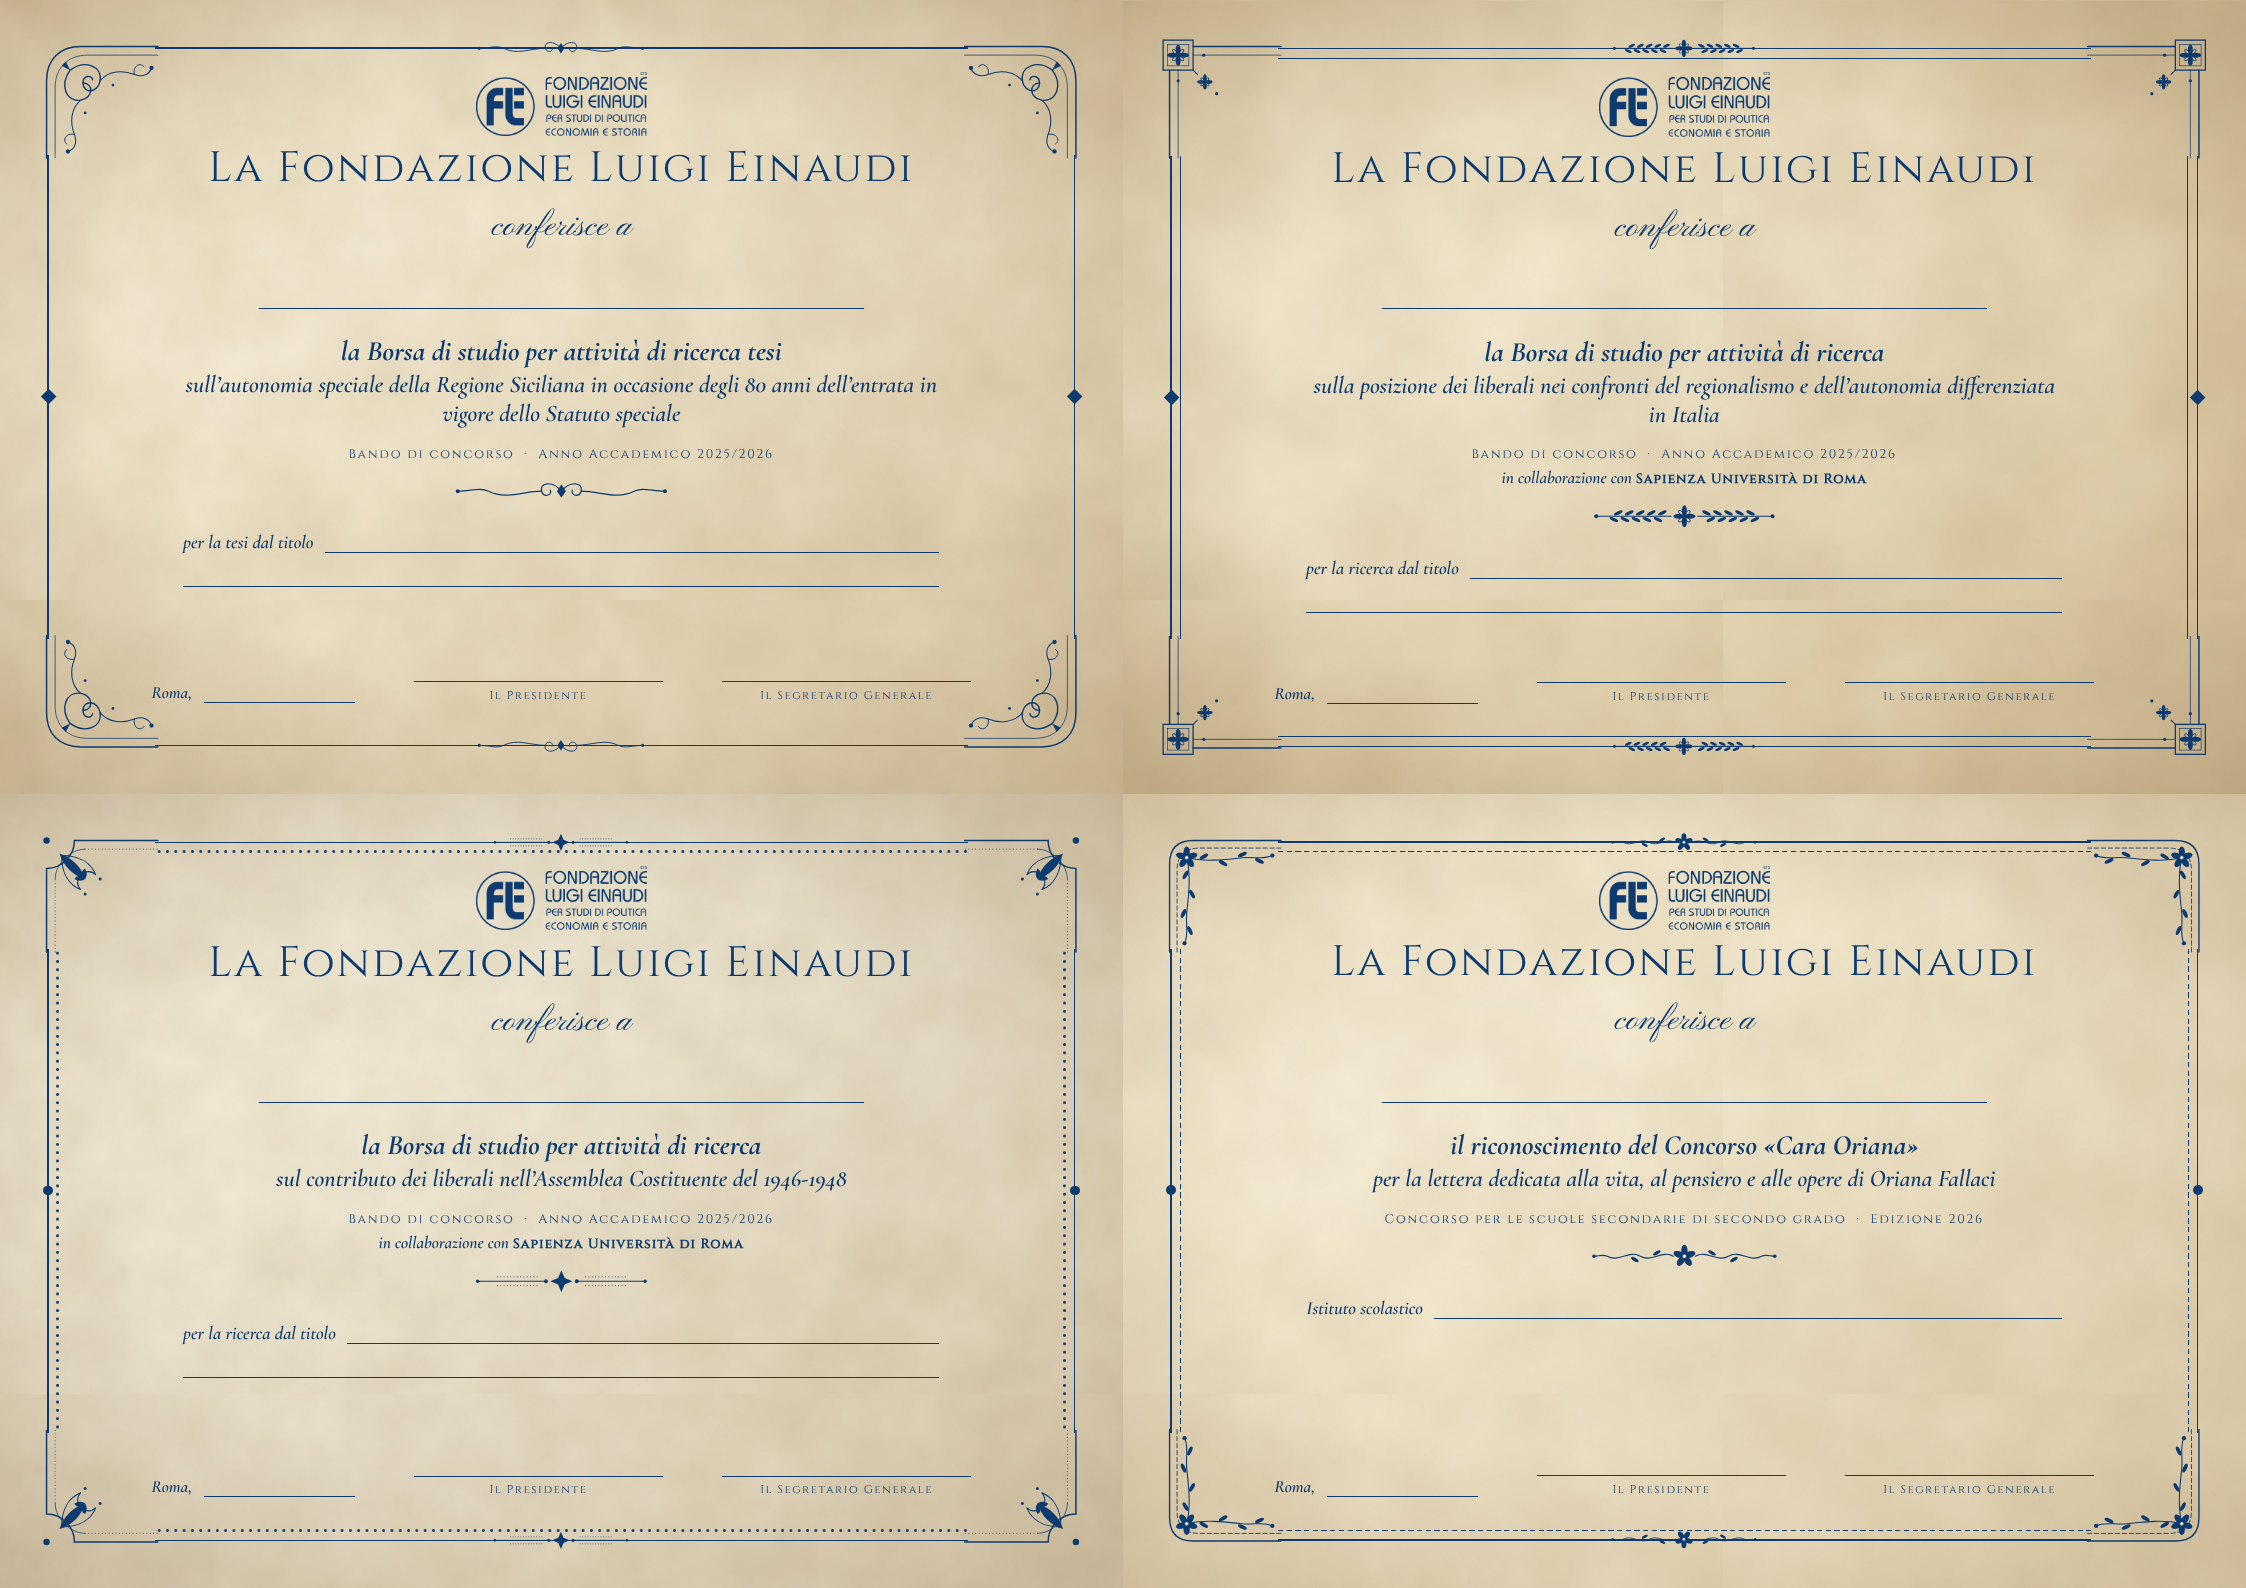 FE
FONDAZIONE ETS
LUIGI EINAUDI
PER STUDI DI POLITICA
ECONOMIA E STORIA
La Fondazione Luigi Einaudi
conferisce a
la Borsa di studio per attività di ricerca tesi
sull’autonomia speciale della Regione Siciliana in occasione degli 80 anni dell’entrata in
vigore dello Statuto speciale
Bando di concorso · Anno Accademico 2025/2026
per la tesi dal titolo
Roma,
Il Presidente
Il Segretario Generale
FE
FONDAZIONE ETS
LUIGI EINAUDI
PER STUDI DI POLITICA
ECONOMIA E STORIA
La Fondazione Luigi Einaudi
conferisce a
la Borsa di studio per attività di ricerca
sulla posizione dei liberali nei confronti del regionalismo e dell’autonomia differenziata
in Italia
Bando di concorso · Anno Accademico 2025/2026
in collaborazione con Sapienza Università di Roma
per la ricerca dal titolo
Roma,
Il Presidente
Il Segretario Generale
FE
FONDAZIONE ETS
LUIGI EINAUDI
PER STUDI DI POLITICA
ECONOMIA E STORIA
La Fondazione Luigi Einaudi
conferisce a
la Borsa di studio per attività di ricerca
sul contributo dei liberali nell’Assemblea Costituente del 1946-1948
Bando di concorso · Anno Accademico 2025/2026
in collaborazione con Sapienza Università di Roma
per la ricerca dal titolo
Roma,
Il Presidente
Il Segretario Generale
FE
FONDAZIONE ETS
LUIGI EINAUDI
PER STUDI DI POLITICA
ECONOMIA E STORIA
La Fondazione Luigi Einaudi
conferisce a
il riconoscimento del Concorso «Cara Oriana»
per la lettera dedicata alla vita, al pensiero e alle opere di Oriana Fallaci
Concorso per le scuole secondarie di secondo grado · Edizione 2026
Istituto scolastico
Roma,
Il Presidente
Il Segretario Generale